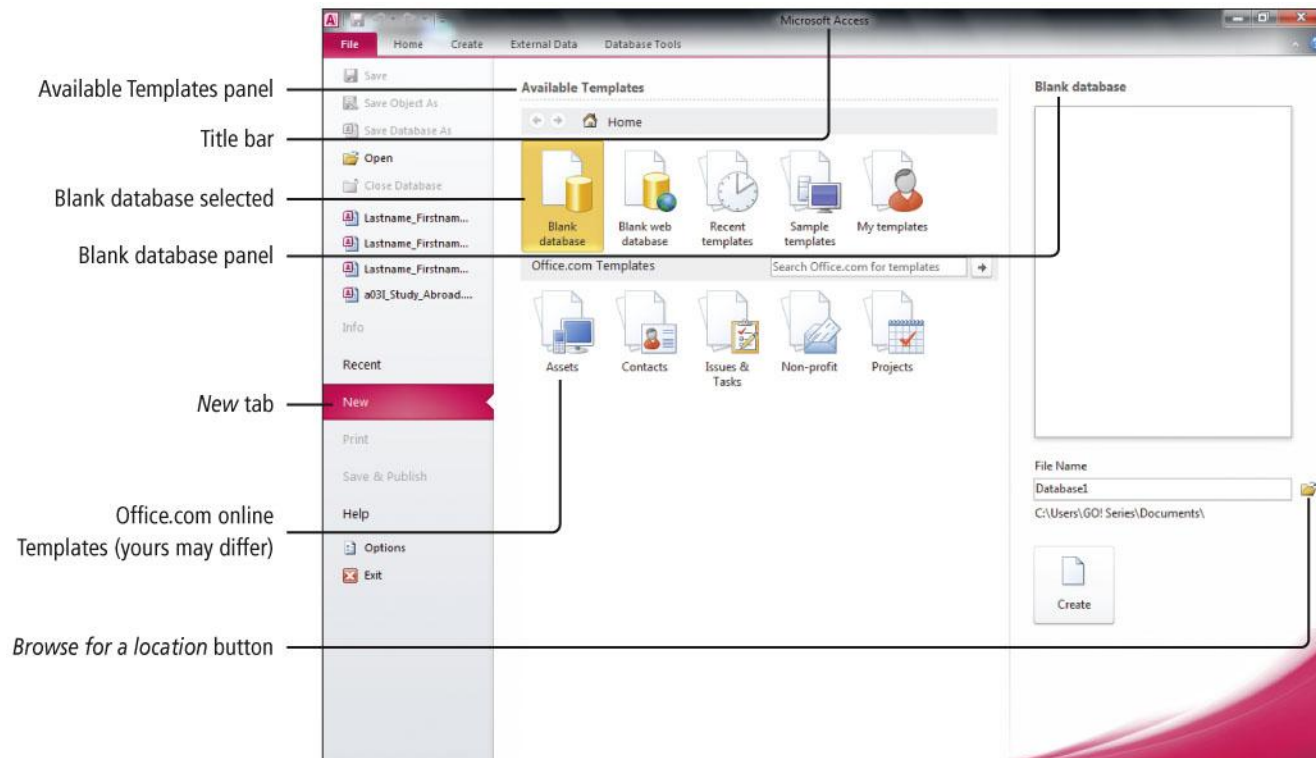 Microsoft Access
File Home Create External Data Database Tools
Available Templates panel
Title bar
Blank database selected
Blank database panel
New tab
Office.com online
Templates (yours may differ)
Browse for a location button
Save
Save Object As
Save Database As
Open
Close Database
Lastname_Firstnam...
Lastname_Firstnam...
Lastname_Firstnam...
a03I_Study_Abroad....
Info
Recent
New
Print
Save & Publish
Help
Options
Exit
Available Templates
Home
Blank
database
Blank web
database
Recent
templates
Sample
templates
My templates
Office.com Templates
Search Office.com for templates
Assets
Contacts
Issues &
Tasks
Non-profit
Projects
Blank database
File Name
Database1
C:\Users\GO! Series\Documents\
Create